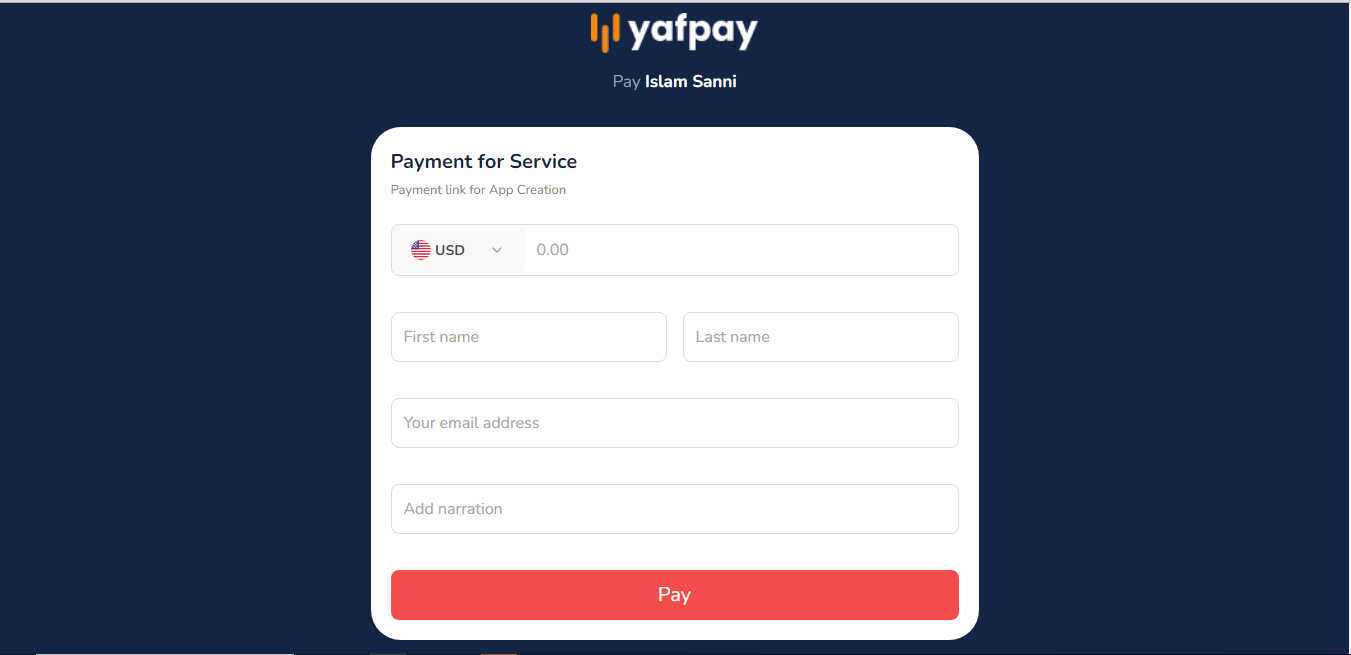 yafpay
Pay Islam Sanni
Payment for Service
Payment link for App Creation
USD 0.00
First name Last name
Your email address
Add narration
Pay